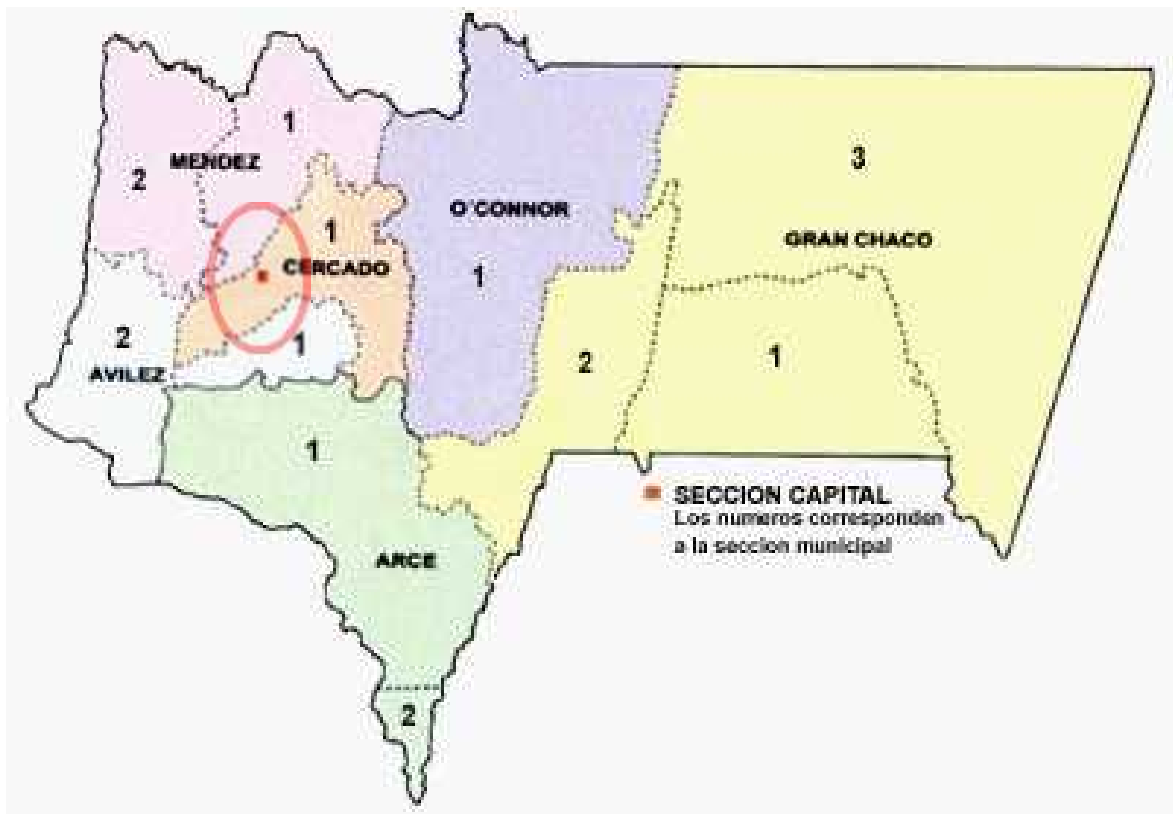 1
MENDEZ
2
3
O'CONNOR
1
GRAN CHACO
CERCADO
1
2
1
2
1
AVILEZ
1
SECCION CAPITAL
Los numeros corresponden
a la seccion municipal
ARCE
2